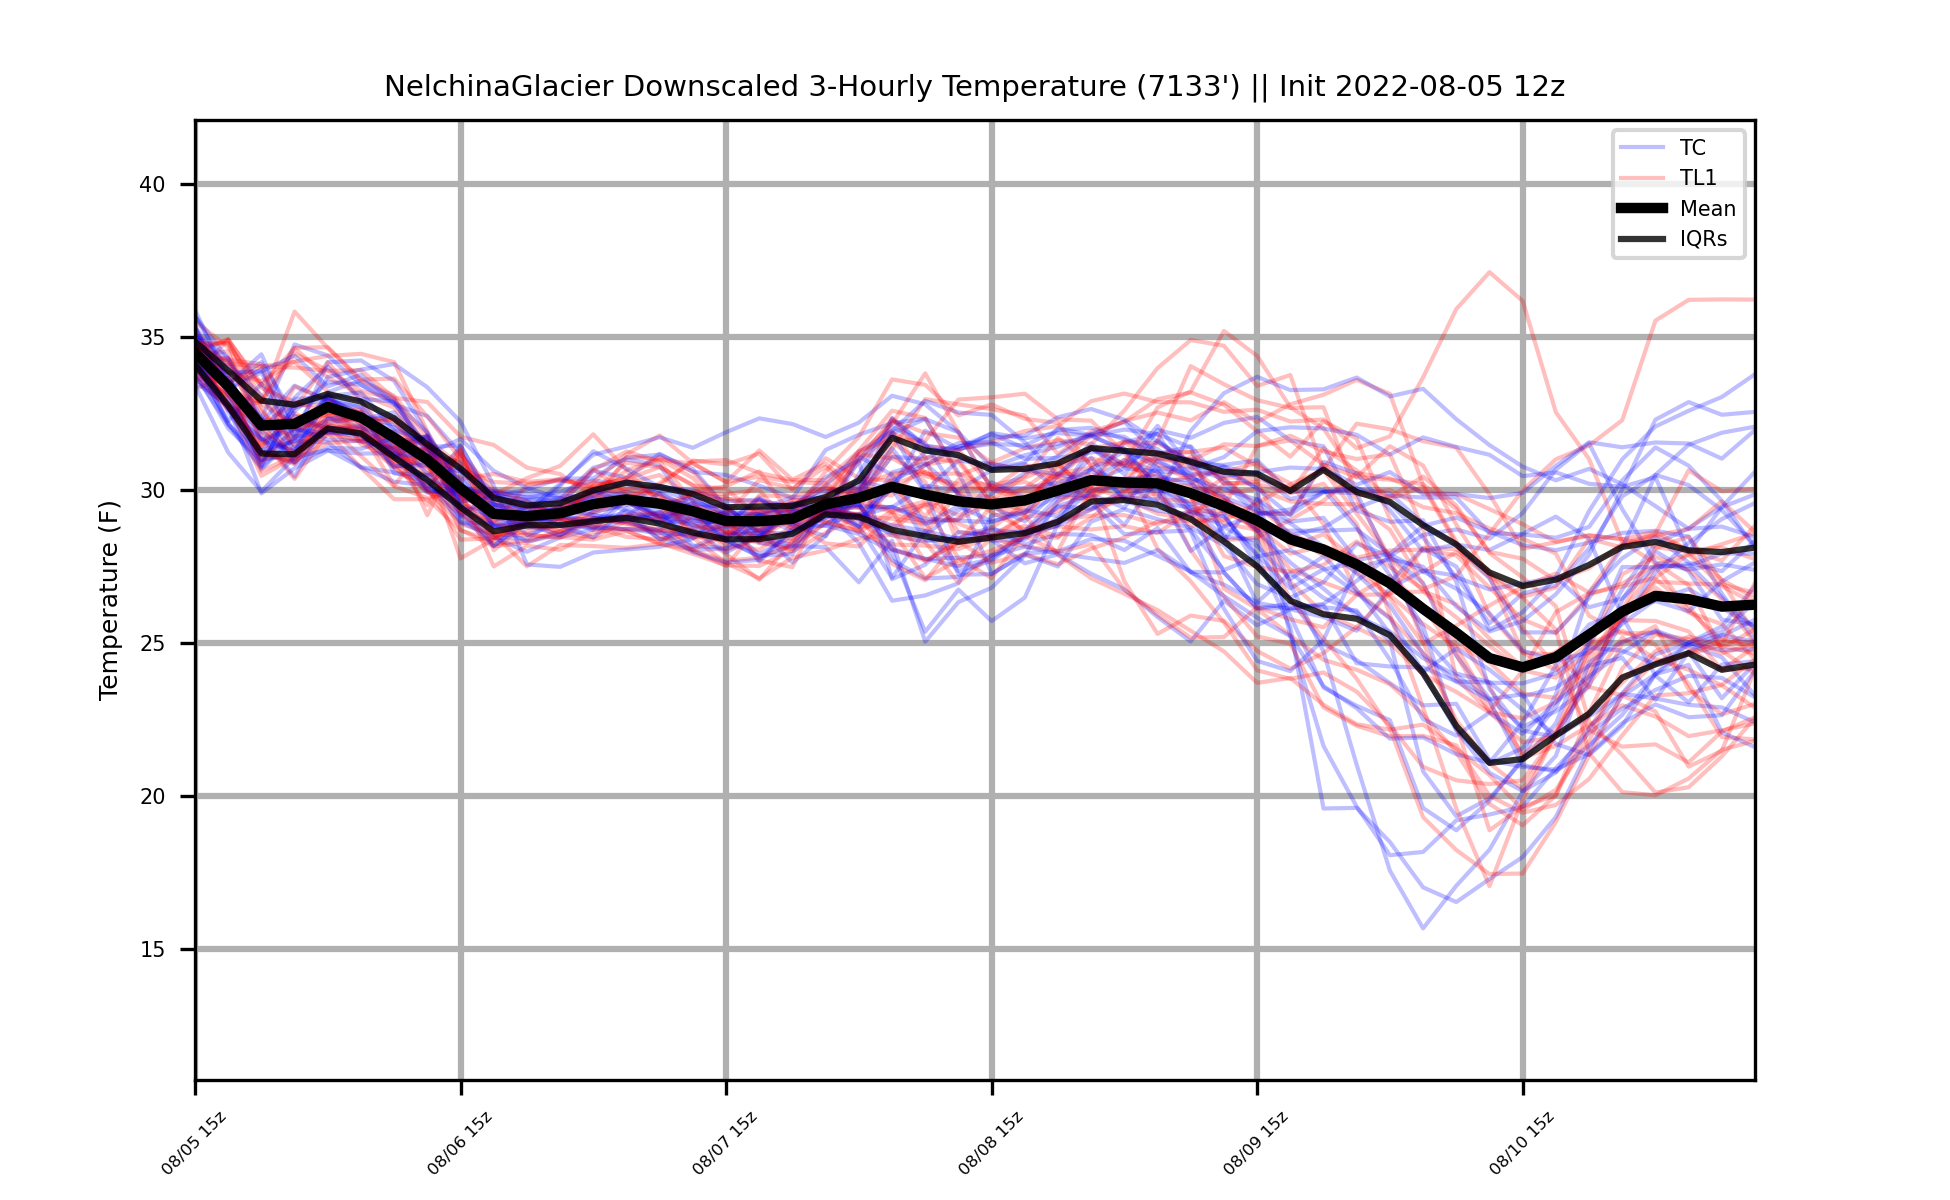 NelchinaGlacier Downscaled 3-Hourly Temperature (7133') || Init 2022-08-05 12z
TC
TL1
Mean
IQRs
Temperature (F)
40
35
30
25
20
15
08/05 15z
08/06 15z
08/07 15z
08/08 15z
08/09 15z
08/10 15z